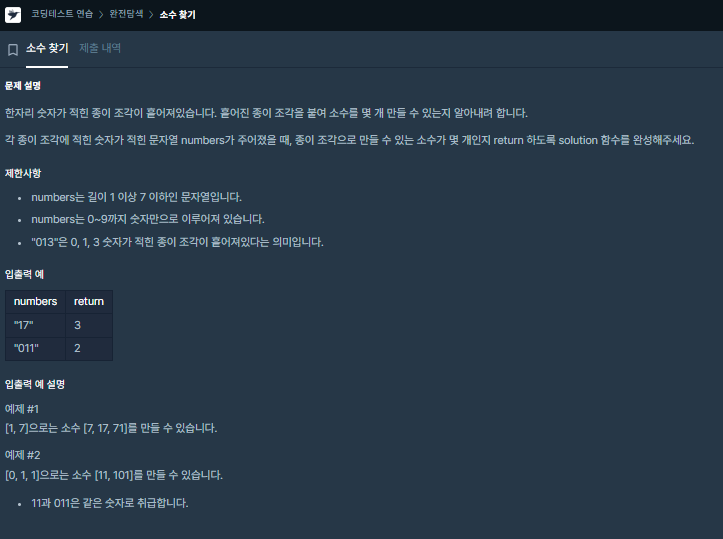 코딩테스트 연습 > 완전탐색 > 소수 찾기
소수 찾기 제출 내역
문제 설명
한자리 숫자가 적힌 종이 조각이 흩어져있습니다. 흩어진 종이 조각을 붙여 소수를 몇 개 만들 수 있는지 알아내려 합니다.
각 종이 조각에 적힌 숫자가 적힌 문자열 numbers가 주어졌을 때, 종이 조각으로 만들 수 있는 소수가 몇 개인지 return 하도록 solution 함수를 완성해주세요.
제한사항
• numbers는 길이 1 이상 7 이하인 문자열입니다.
• numbers는 0~9까지 숫자만으로 이루어져 있습니다.
• "013"은 0, 1, 3 숫자가 적힌 종이 조각이 흩어져있다는 의미입니다.
입출력 예
numbers return
"17" 3
"011" 2
입출력 예 설명
예제 #1
[1, 7]으로는 소수 [7, 17, 71]를 만들 수 있습니다.
예제 #2
[0, 1, 1]으로는 소수 [11, 101]를 만들 수 있습니다.
• 11과 011은 같은 숫자로 취급합니다.